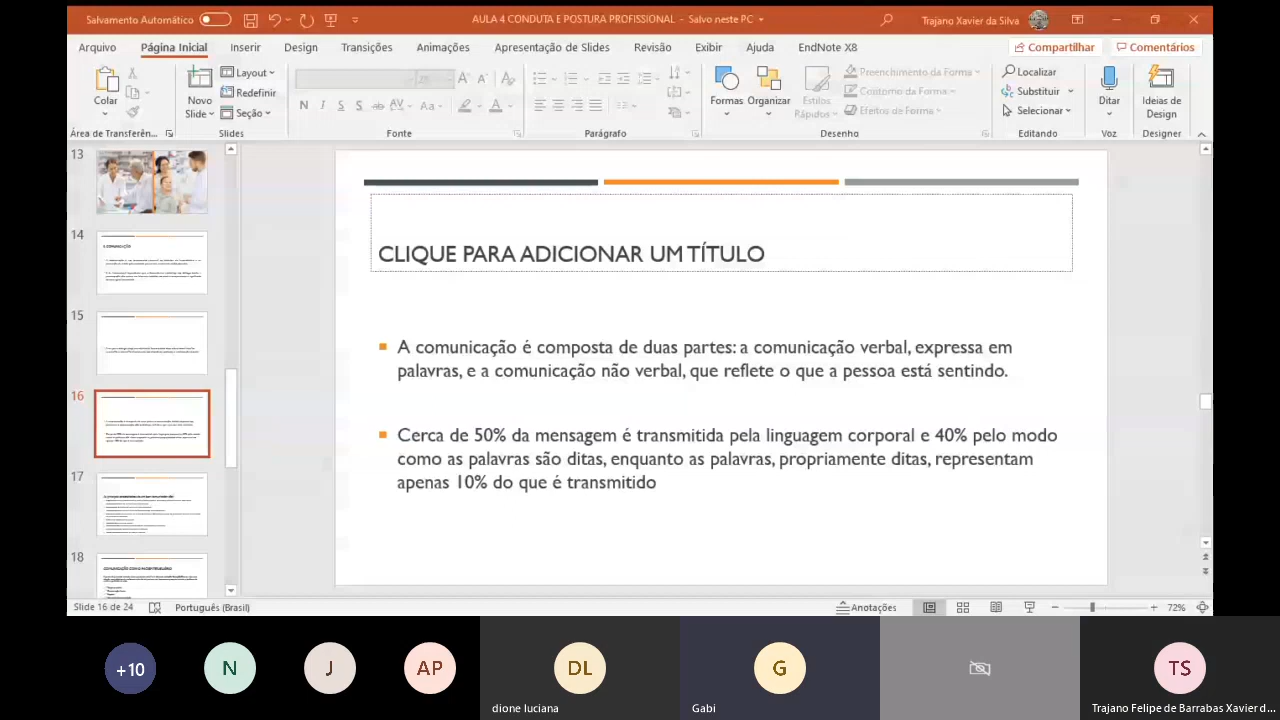 Salvamento Automático
AULA 4 CONDUTA E POSTURA PROFISSIONAL - Salvo neste PC
Trajano Xavier da Silva
Arquivo Página Inicial Inserir Design Transições Animações Apresentação de Slides Revisão Exibir Ajuda EndNote X8
Compartilhar Comentários
Colar
Novo
Slide
Layout
Redefinir
Seção
N I S S ab AV Aa A
Formas Organizar Estilos
Rápidos
Preenchimento da Forma
Contorno da Forma
Efeitos de Forma
Localizar
Substituir
Selecionar
Ditar
Ideias de
Design
Área de Transferên... Slides Fonte Parágrafo Desenho Editando Voz Designer
13
14
15
16
17
18
CLIQUE PARA ADICIONAR UM TÍTULO
A comunicação é composta de duas partes: a comunicação verbal, expressa em
palavras, e a comunicação não verbal, que reflete o que a pessoa está sentindo.
Cerca de 50% da mensagem é transmitida pela linguagem corporal e 40% pelo modo
como as palavras são ditas, enquanto as palavras, propriamente ditas, representam
apenas 10% do que é transmitido
Slide 16 de 24 Português (Brasil) Anotações 72%
+10 N J AP DL G TS
dione luciana Gabi Trajano Felipe de Barrabas Xavier d...